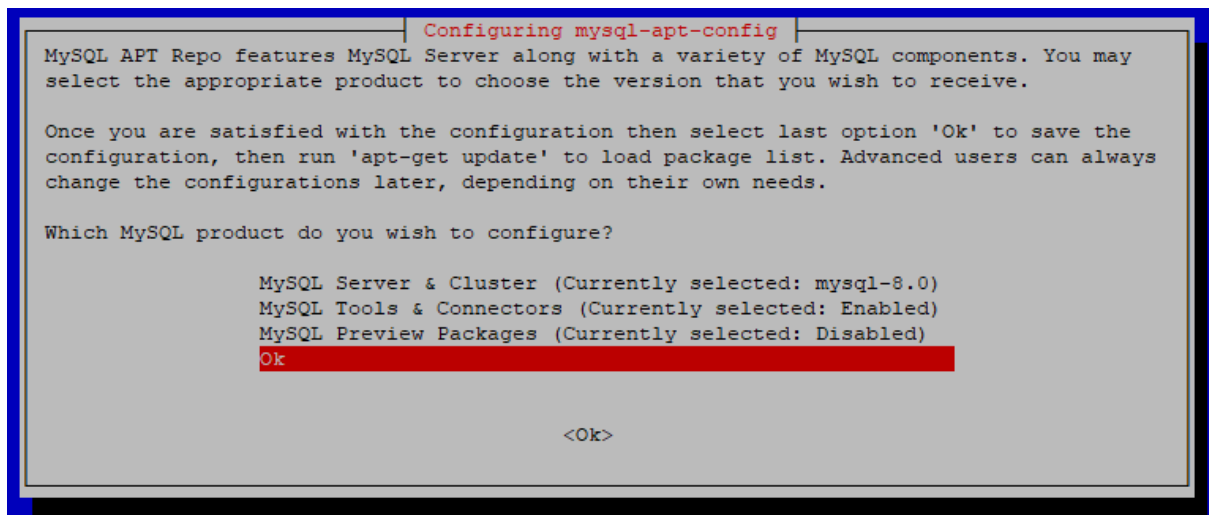 Configuring mysql-apt-config
MySQL APT Repo features MySQL Server along with a variety of MySQL components. You may
select the appropriate product to choose the version that you wish to receive.
Once you are satisfied with the configuration then select last option 'Ok' to save the
configuration, then run 'apt-get update' to load package list. Advanced users can always
change the configurations later, depending on their own needs.
Which MySQL product do you wish to configure?
MySQL Server & Cluster (Currently selected: mysql-8.0)
MySQL Tools & Connectors (Currently selected: Enabled)
MySQL Preview Packages (Currently selected: Disabled)
Ok
<Ok>